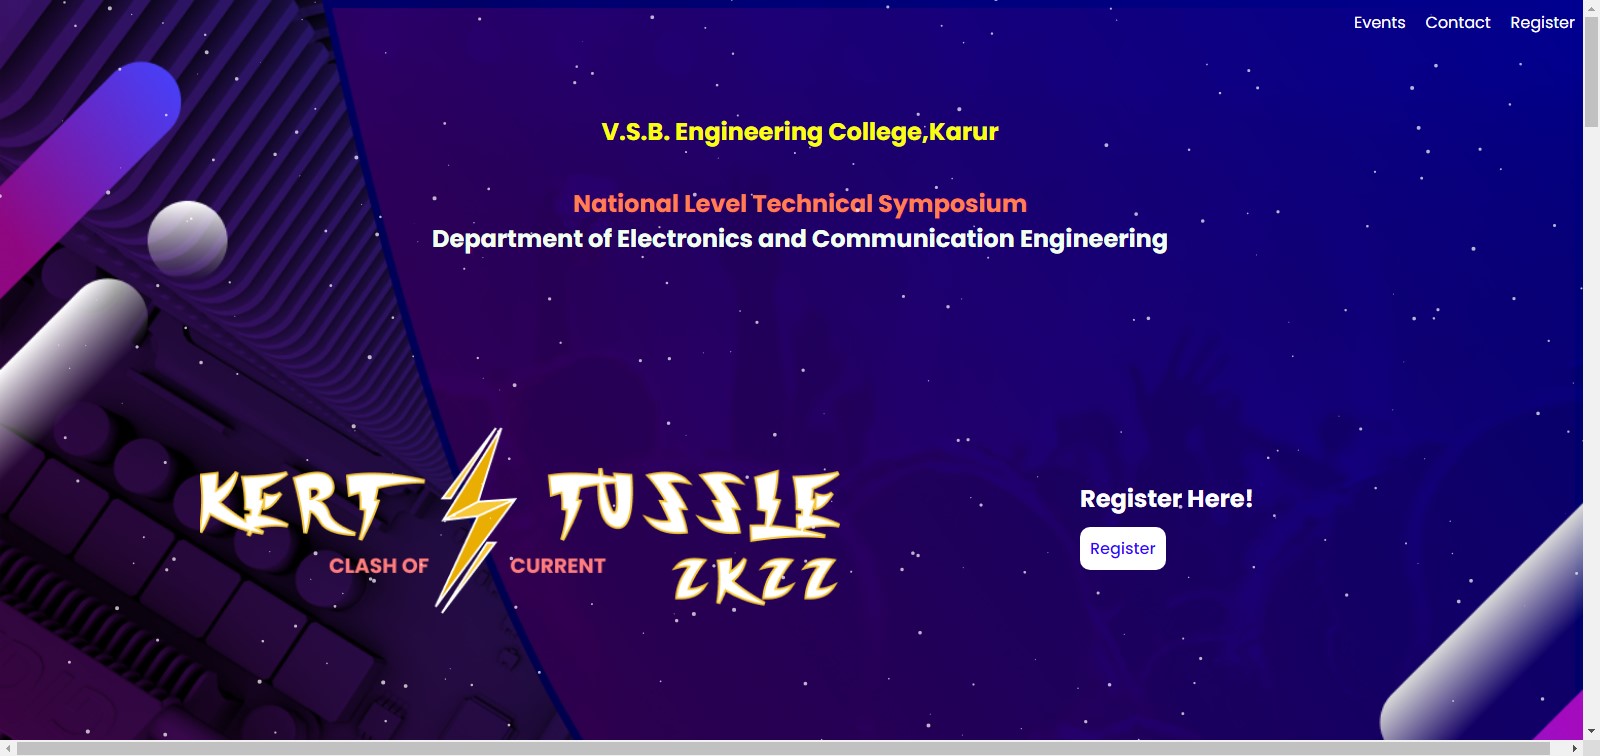 Events Contact Register
V.S.B. Engineering College,Karur
National Level Technical Symposium
Department of Electronics and Communication Engineering
KERT TUSSLE
CLASH OF CURRENT
2K22
Register Here!
Register